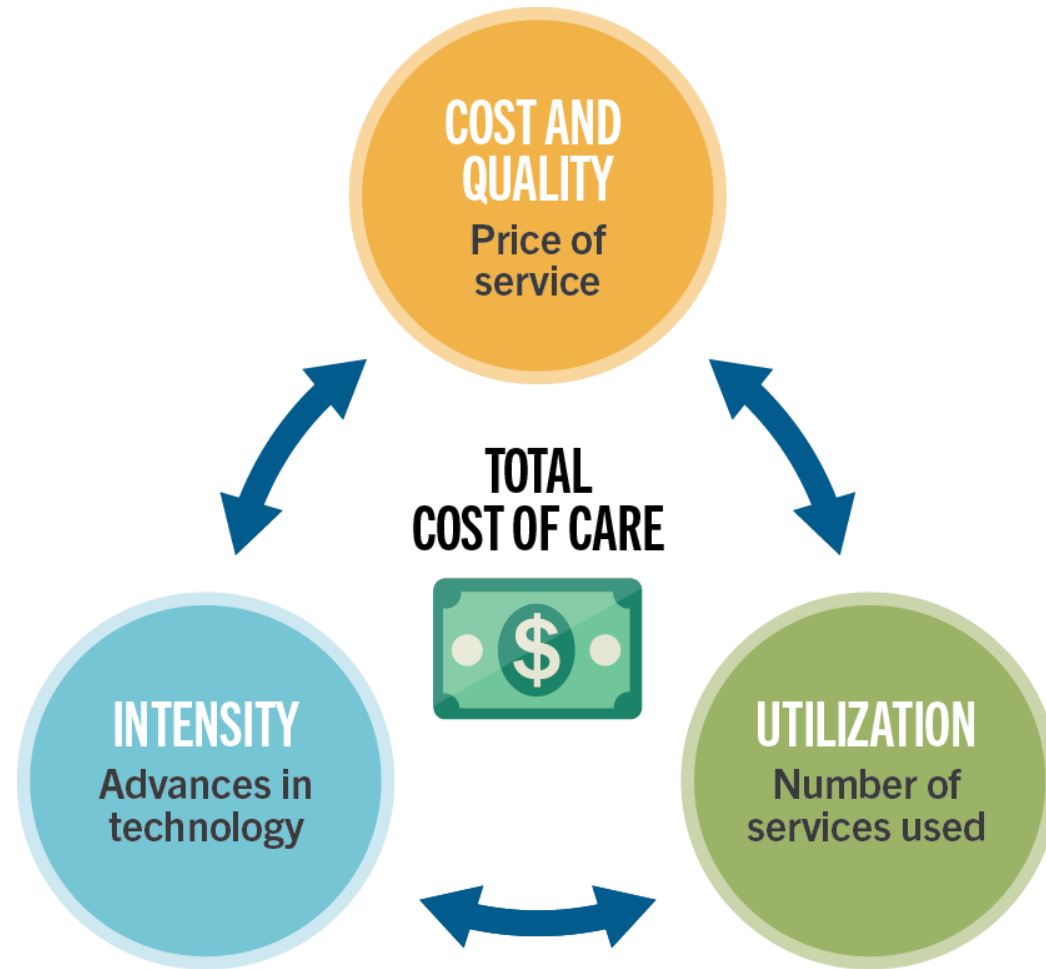 COST AND
QUALITY
Price of
service
TOTAL
COST OF CARE
$
INTENSITY
Advances in
technology
UTILIZATION
Number of
services used